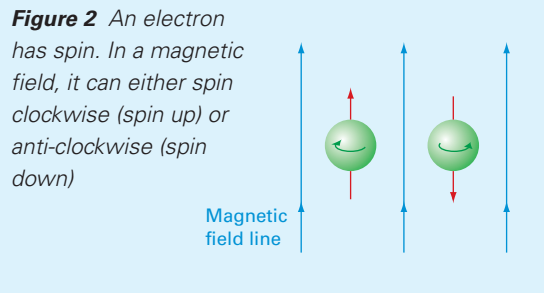 Figure 2 An electron
has spin. In a magnetic
field, it can either spin
clockwise (spin up) or
anti-clockwise (spin
down)
Magnetic
field line